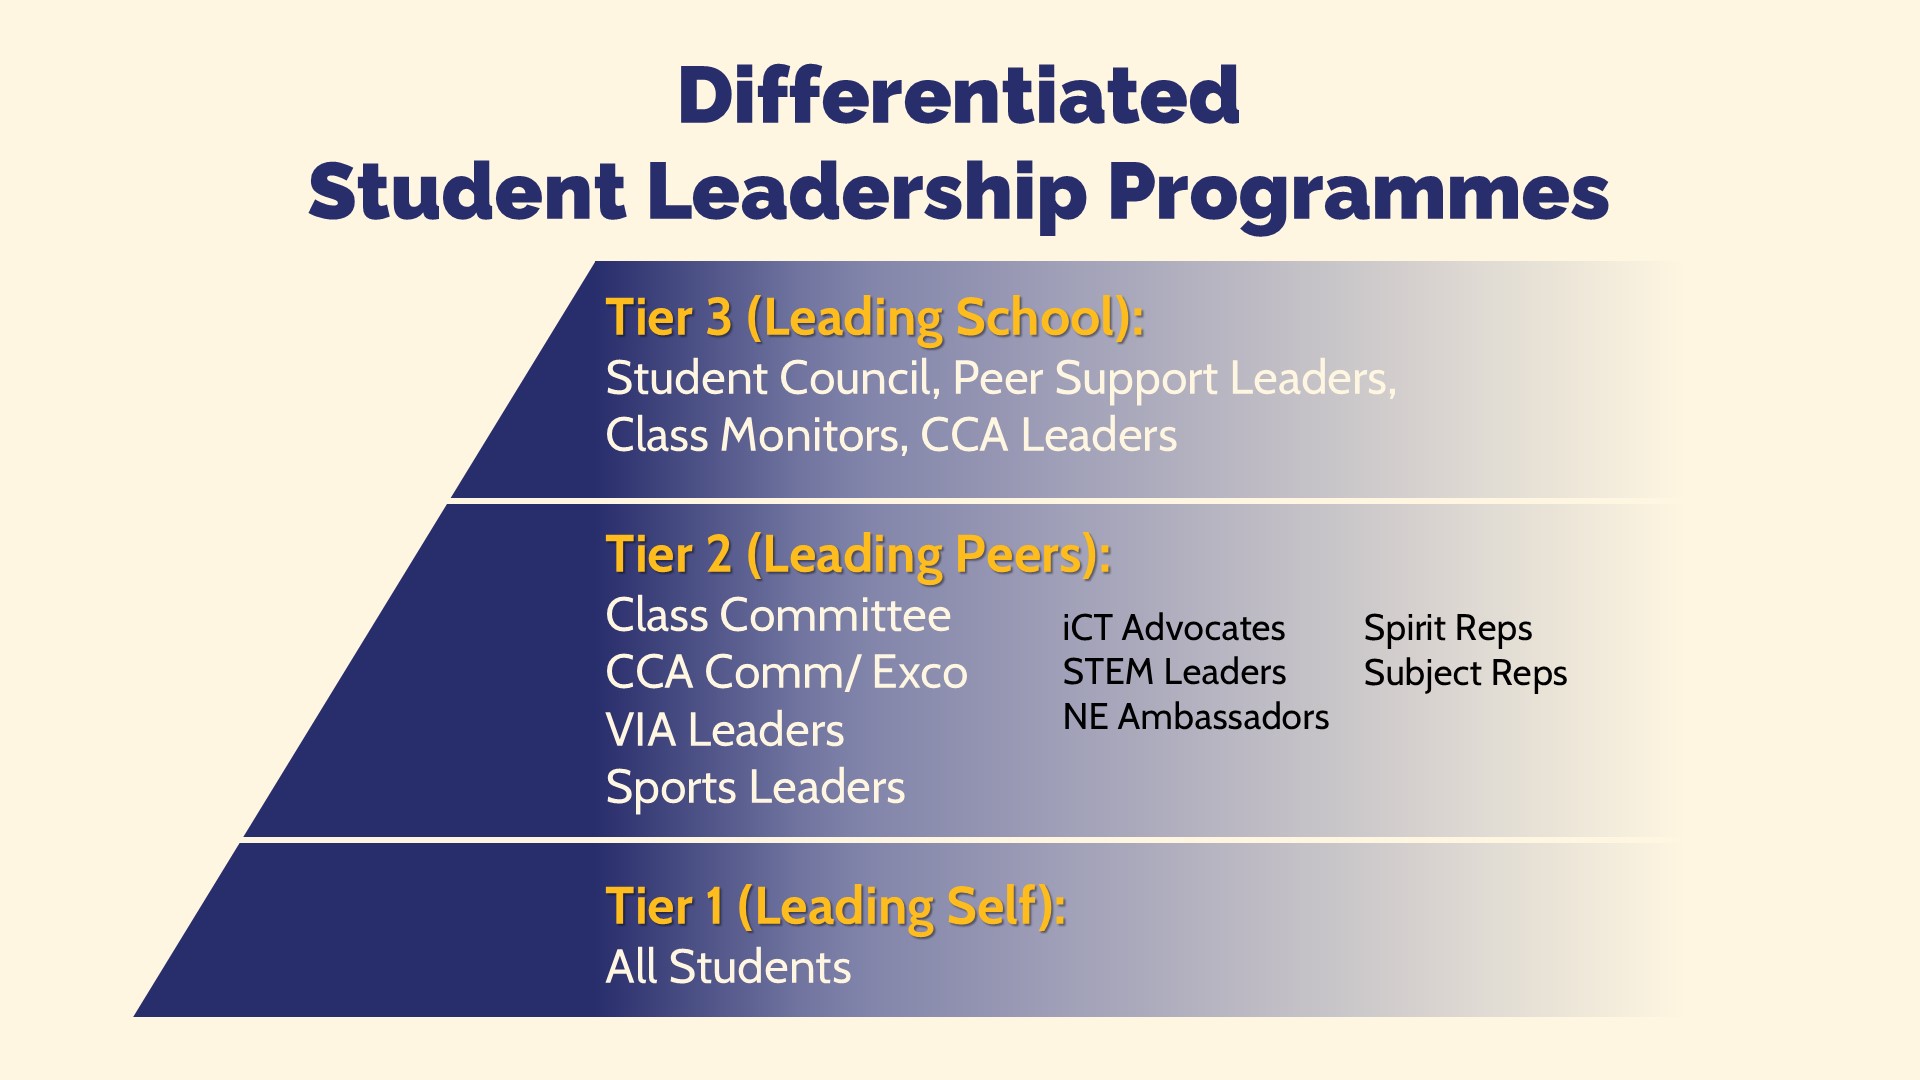 Differentiated
Student Leadership Programmes
Tier 3 (Leading School):
Student Council, Peer Support Leaders,
Class Monitors, CCA Leaders
Tier 2 (Leading Peers):
Class Committee
CCA Comm/ Exco
VIA Leaders
Sports Leaders
iCT Advocates
STEM Leaders
NE Ambassadors
Spirit Reps
Subject Reps
Tier 1 (Leading Self):
All Students